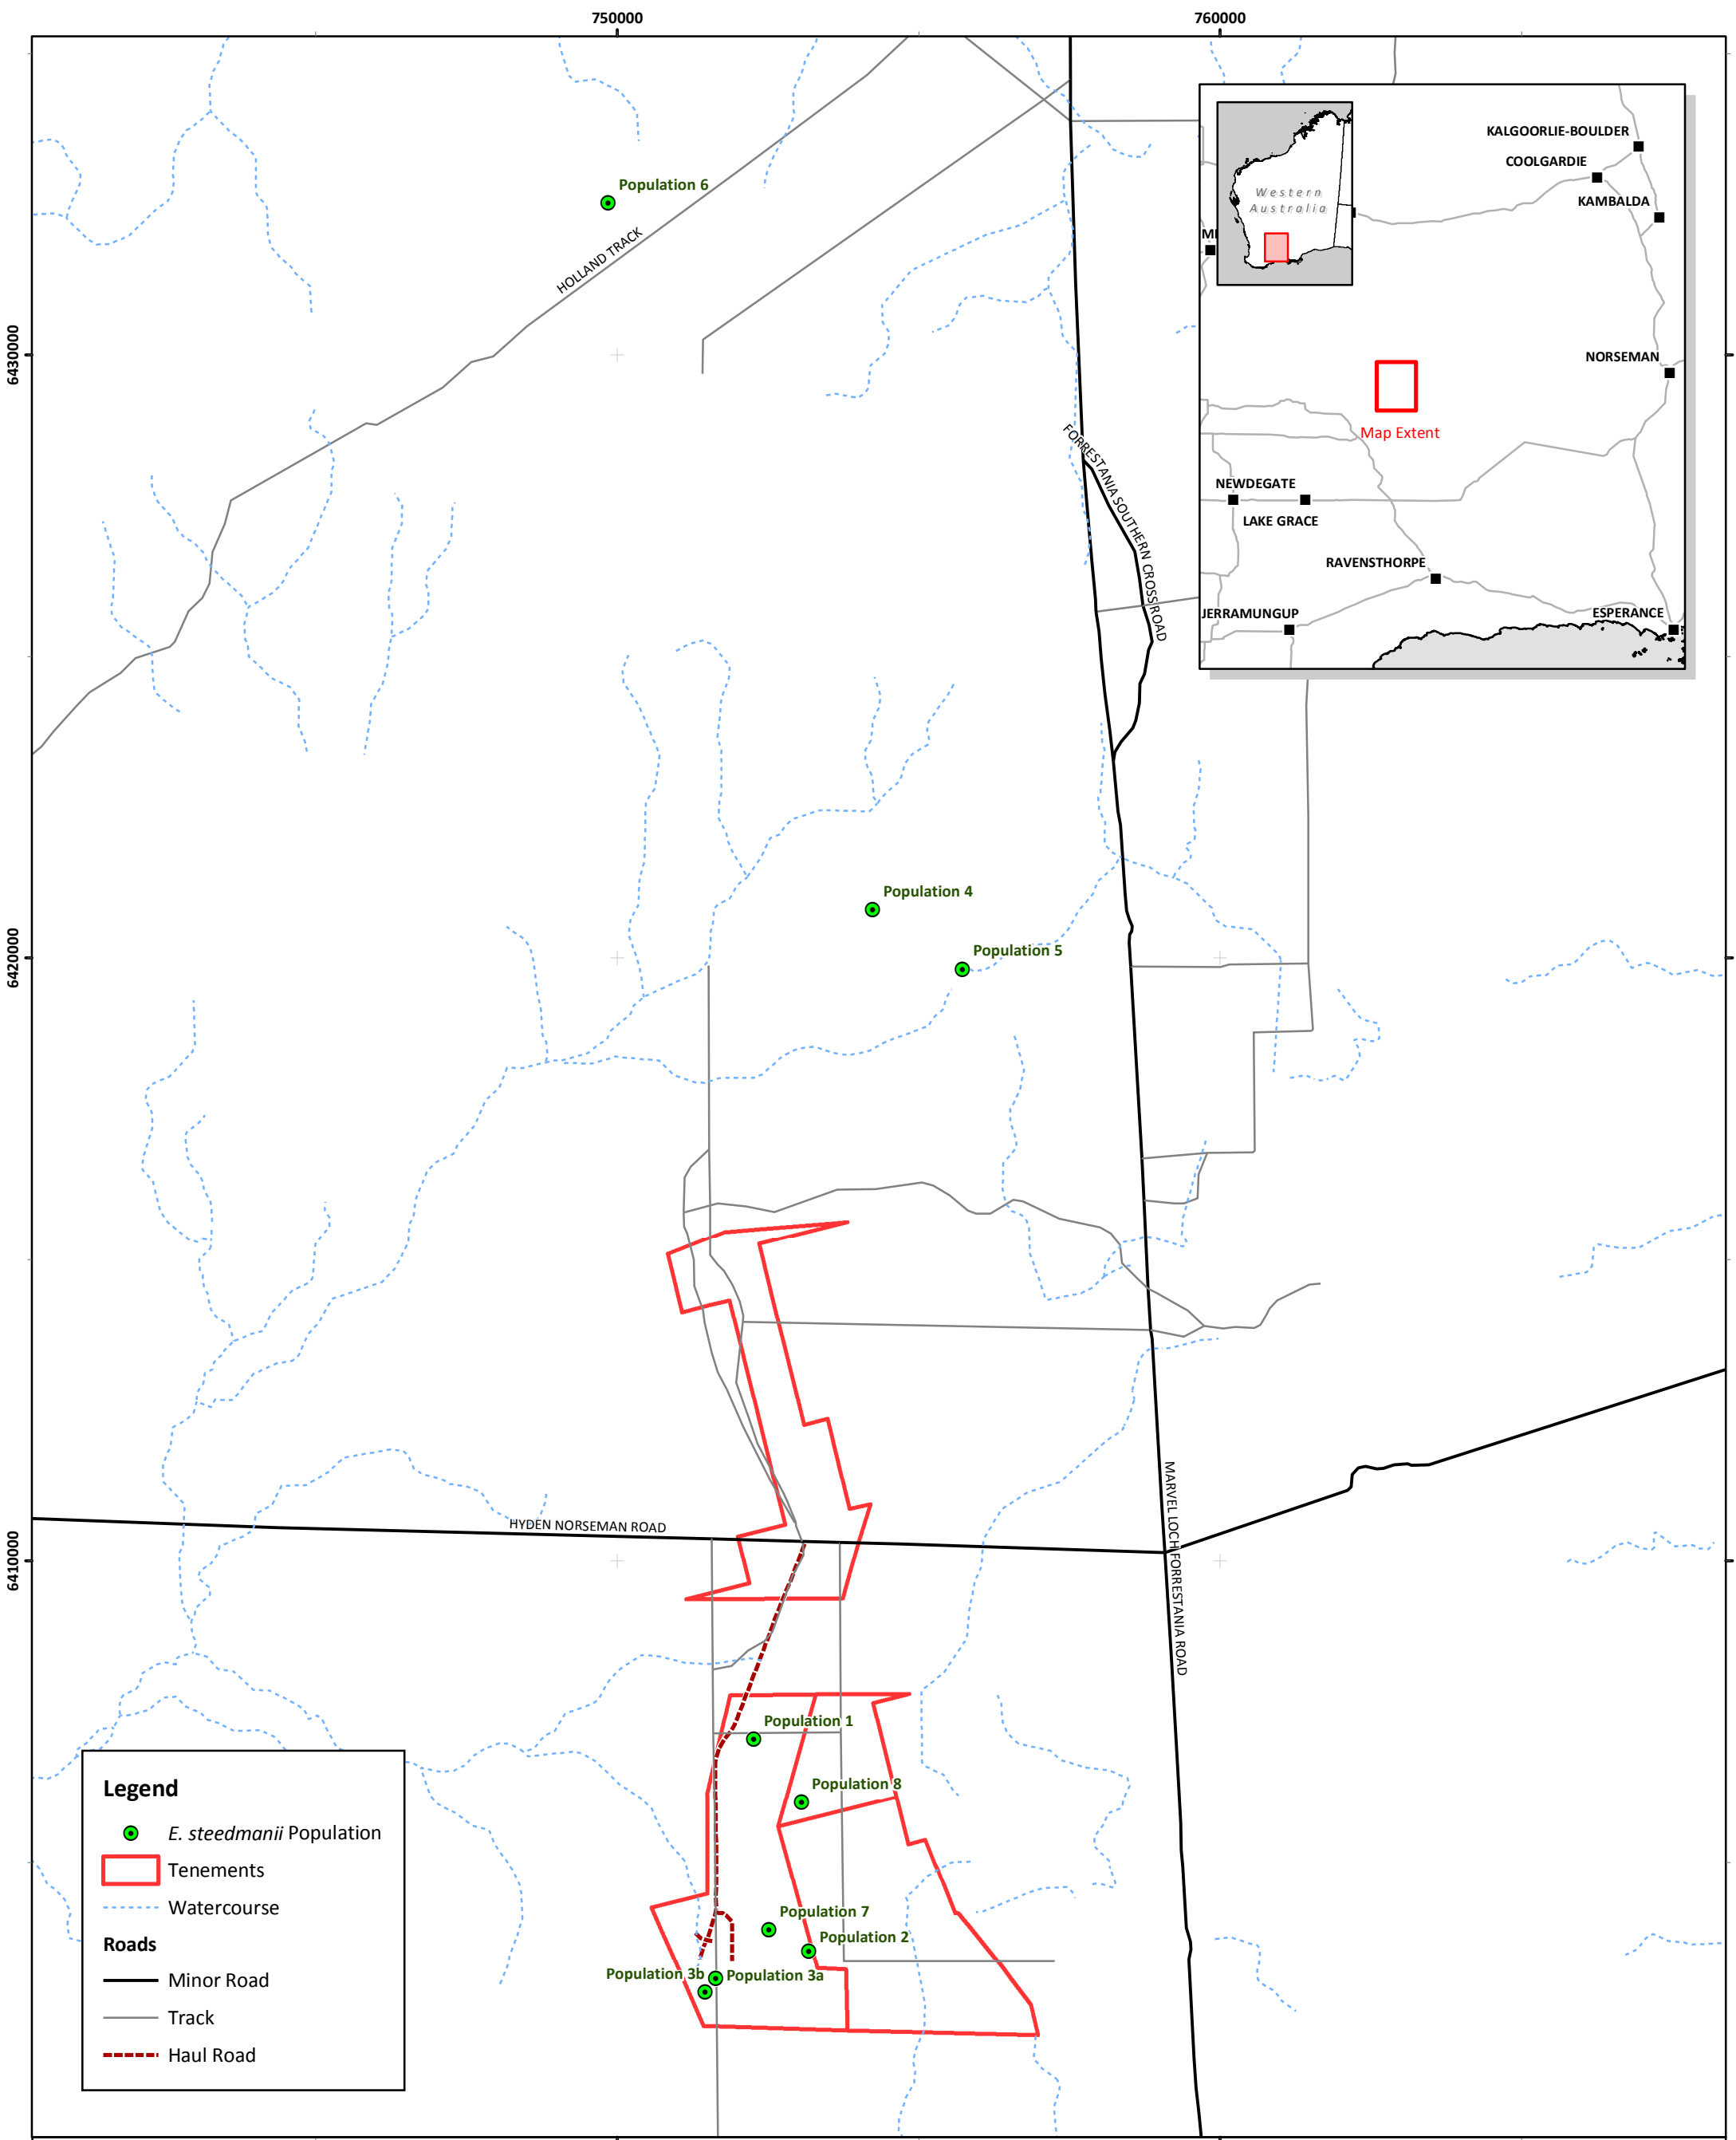 750000
760000
KALGOORLIE-BOULDER
COOLGARDIE
KAMBALDA
Western
Australia
MI
Population 6
HOLLAND TRACK
6430000
NORSEMAN
Map Extent
FORRESTANIA SOUTHERN CROSS ROAD
NEWDEGATE
LAKE GRACE
RAVENSTHORPE
JERRAMUNGUP
ESPERANCE
Population 4
Population 5
6420000
HYDEN NORSEMAN ROAD
MARVEL LOCH FORRESTANIA ROAD
6410000
Population 1
Population 8
Population 7
Population 2
Population 3b
Population 3a
Legend
E. steedmanii Population
Tenements
Watercourse
Roads
Minor Road
Track
Haul Road